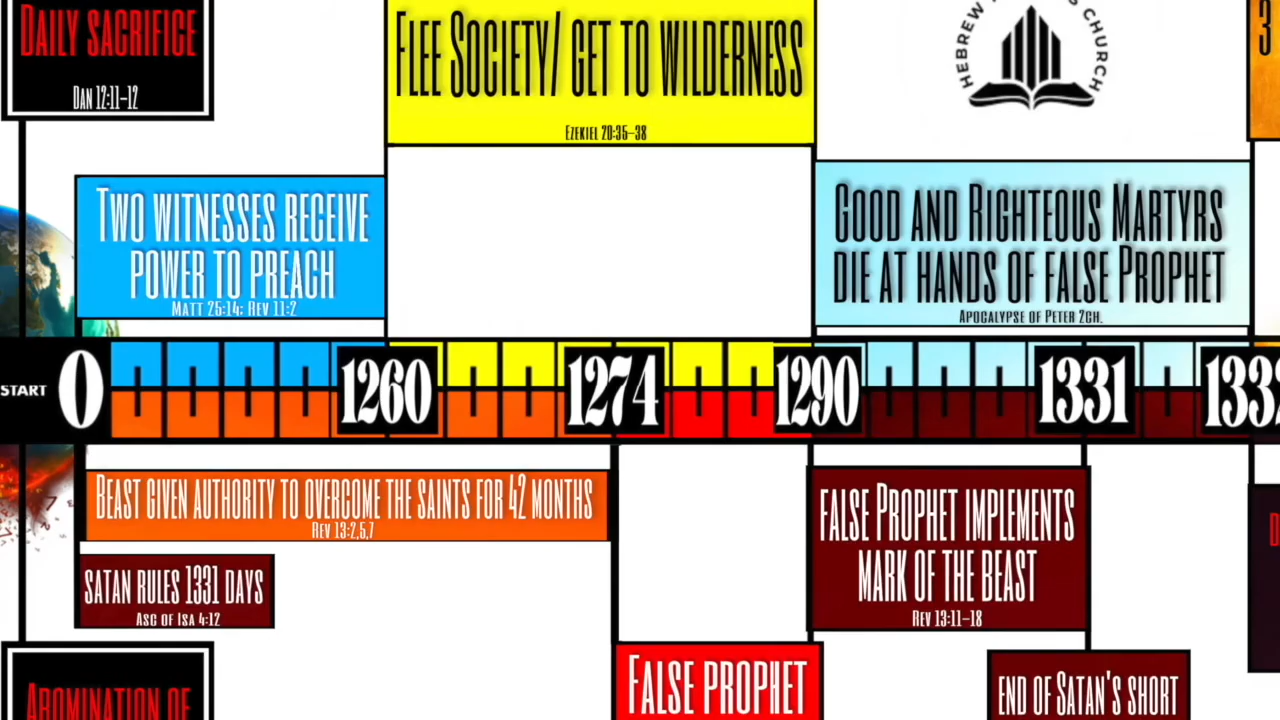 DAILY SACRIFICE
DAN 12:11-12
FLEE SOCIETY/ GET TO WILDERNESS
EZEKIEL 20:35-38
3
TWO WITNESSES RECEIVE
POWER TO PREACH
MATT 25:14; REV 11:2
GOOD AND RIGHTEOUS MARTYRS
DIE AT HANDS OF FALSE PROPHET
APOCALYPSE OF PETER 2CH.
START 0 1260 1274 1290 1331
BEAST GIVEN AUTHORITY TO OVERCOME THE SAINTS FOR 42 MONTHS
REV 13:2,5,7
SATAN RULES 1331 DAYS
ASC OF ISA 4:12
FALSE PROPHET IMPLEMENTS
MARK OF THE BEAST
REV 13:11-18
ABOMINATION OF
FALSE PROPHET
END OF SATAN'S SHORT